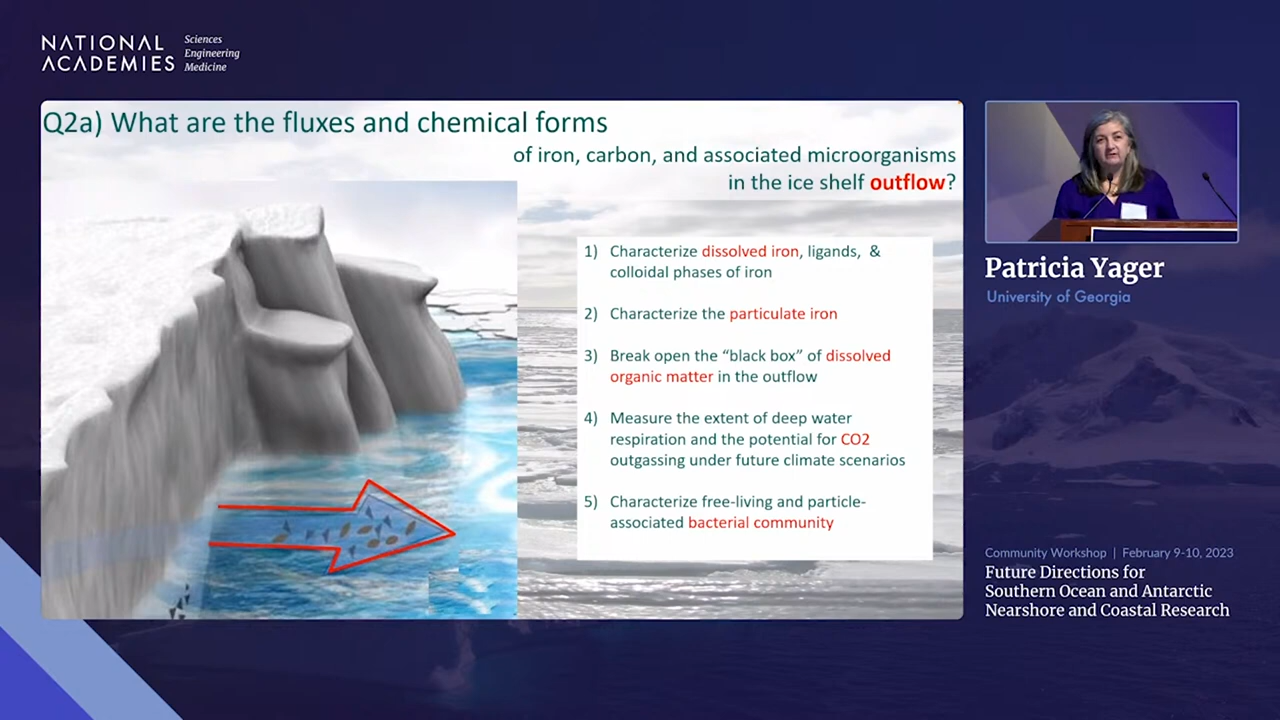 NATIONAL
ACADEMIES
Sciences
Engineering
Medicine
Q2a) What are the fluxes and chemical forms
of iron, carbon, and associated microorganisms
in the ice shelf outflow?
1) Characterize dissolved iron, ligands, &
colloidal phases of iron
2) Characterize the particulate iron
3) Break open the “black box” of dissolved
organic matter in the outflow
4) Measure the extent of deep water
respiration and the potential for CO2
outgassing under future climate scenarios
5) Characterize free-living and particle-
associated bacterial community
Patricia Yager
University of Georgia
Community Workshop | February 9-10, 2023
Future Directions for
Southern Ocean and Antarctic
Nearshore and Coastal Research